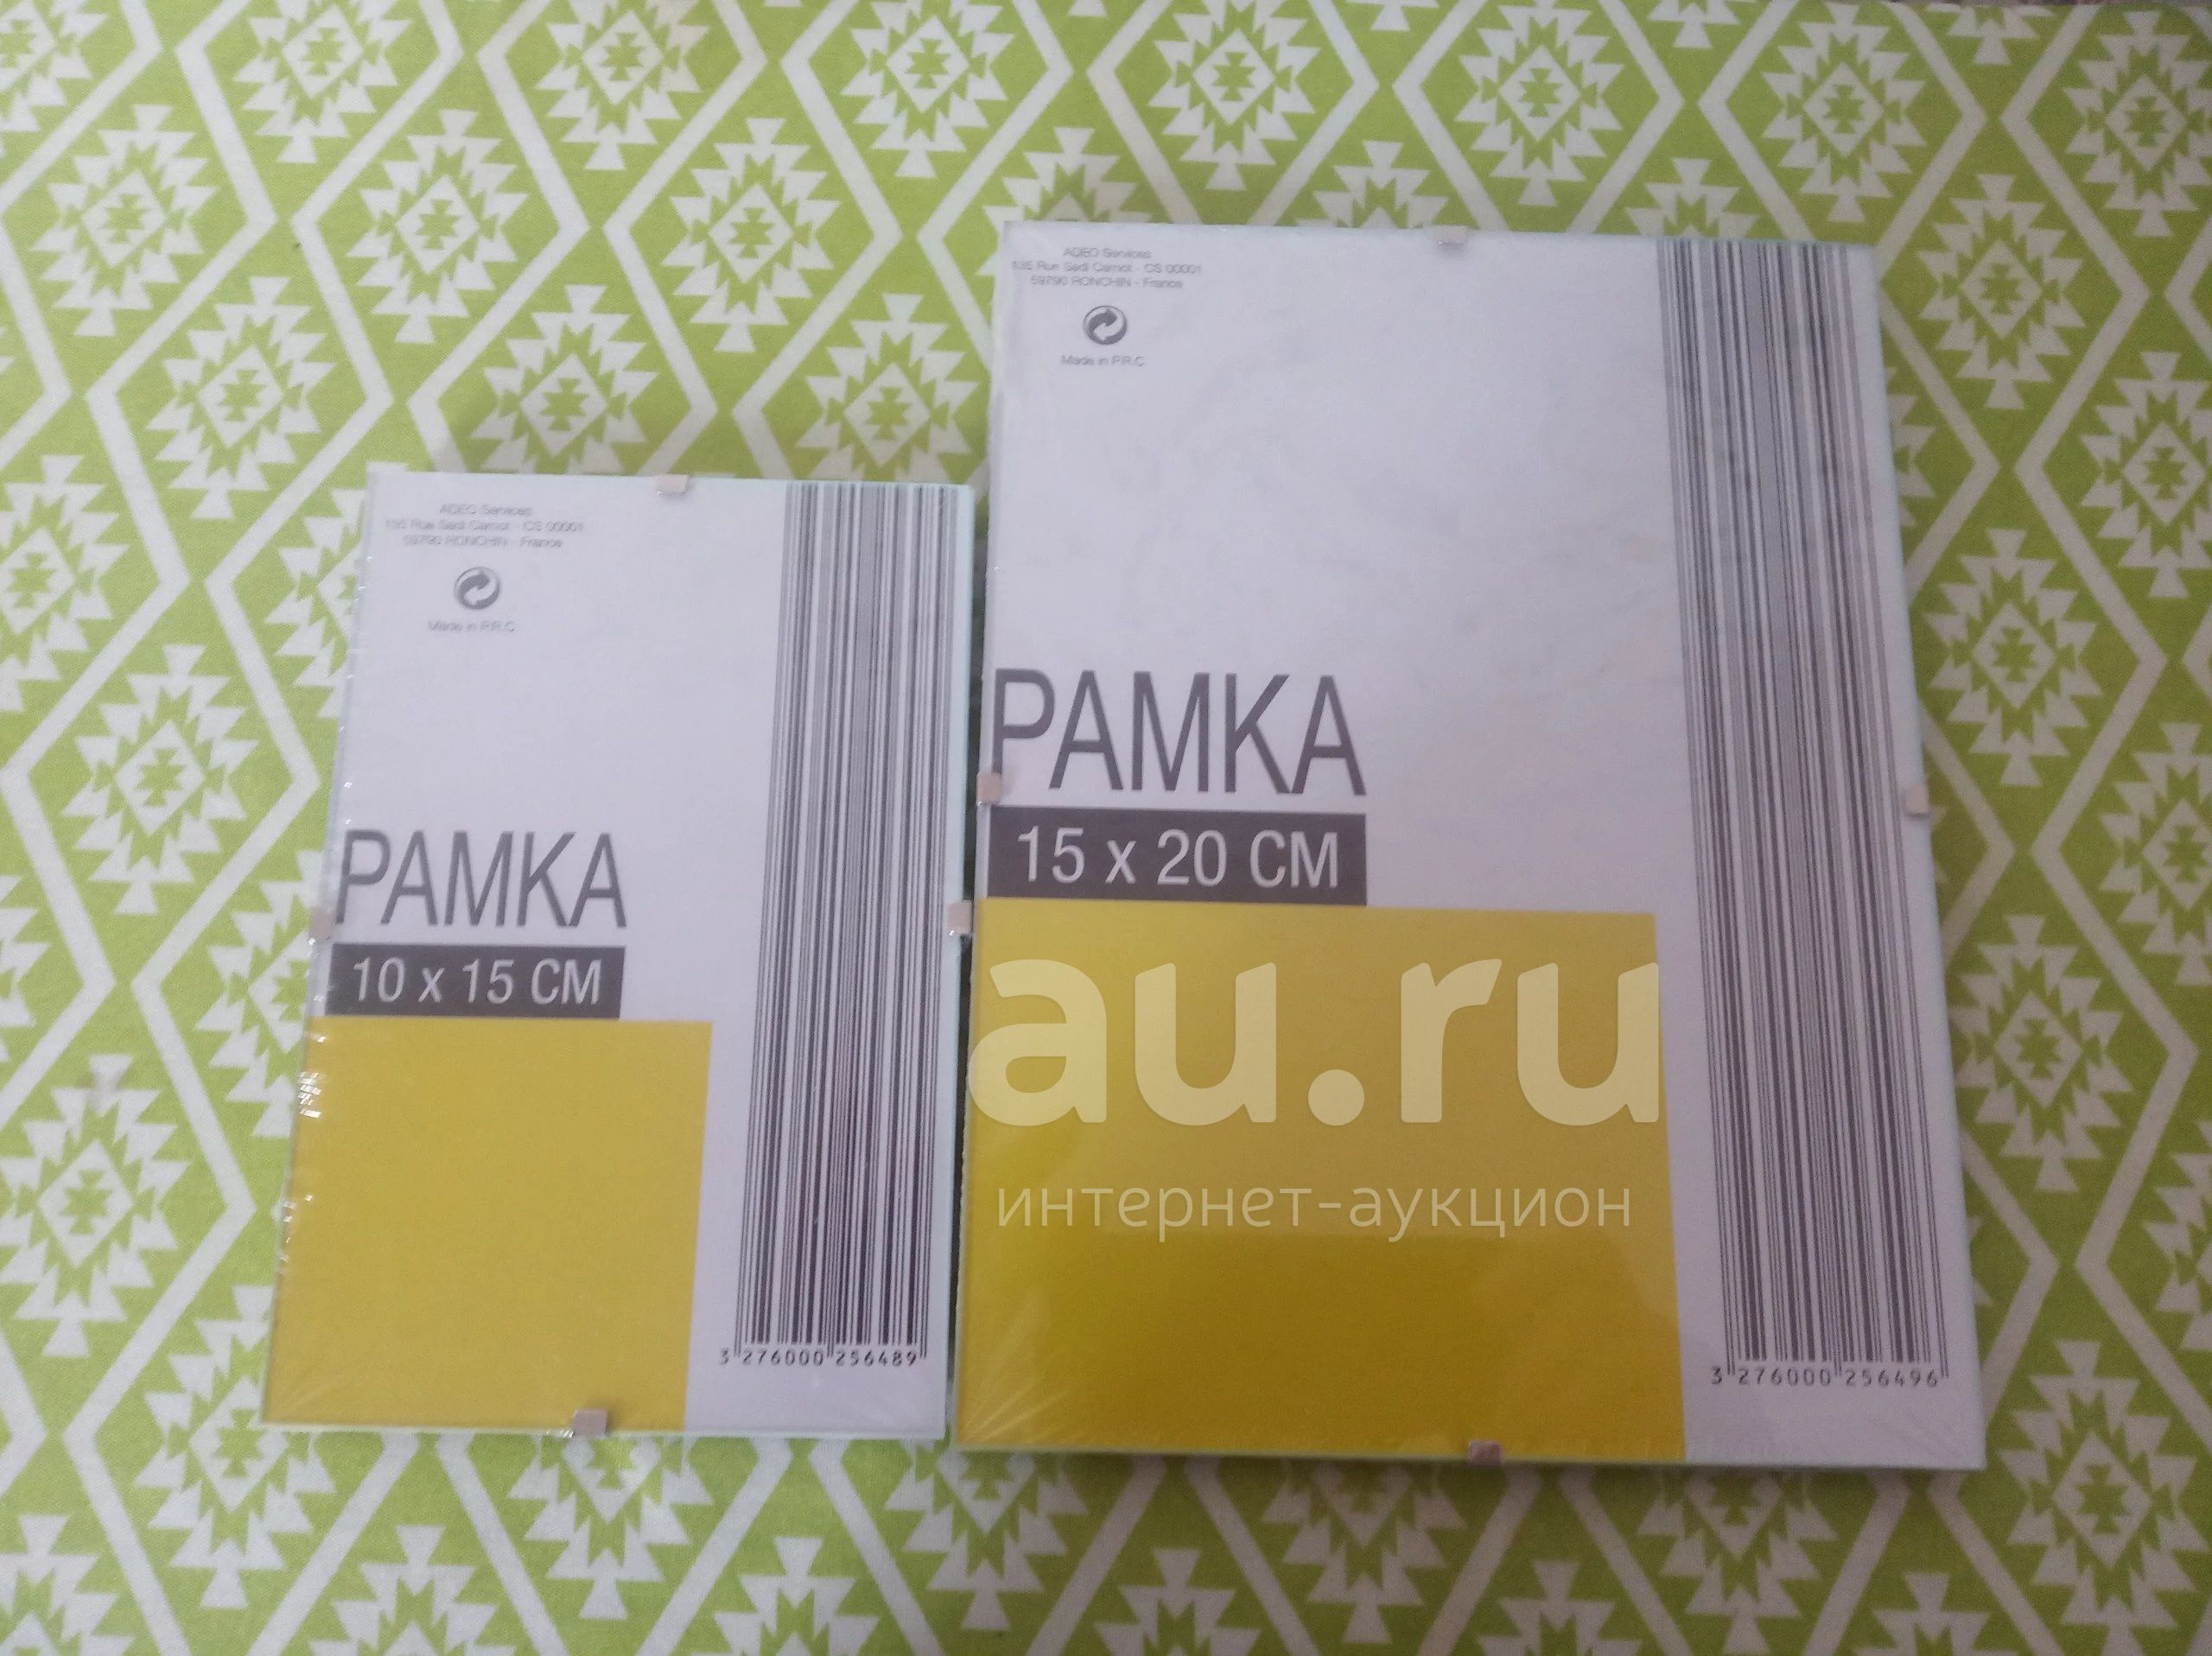 ADEO Services
135 Rue Sadi Carnot - CS 00001
59790 RONCHIN - France
Made in P.R.C.
РАМКА
10 x 15 СМ
3 276000 256489
ADEO Services
135 Rue Sadi Carnot - CS 00001
59790 RONCHIN - France
Made in P.R.C.
РАМКА
15 x 20 СМ
3 276000 256496
au.ru
интернет-аукцион